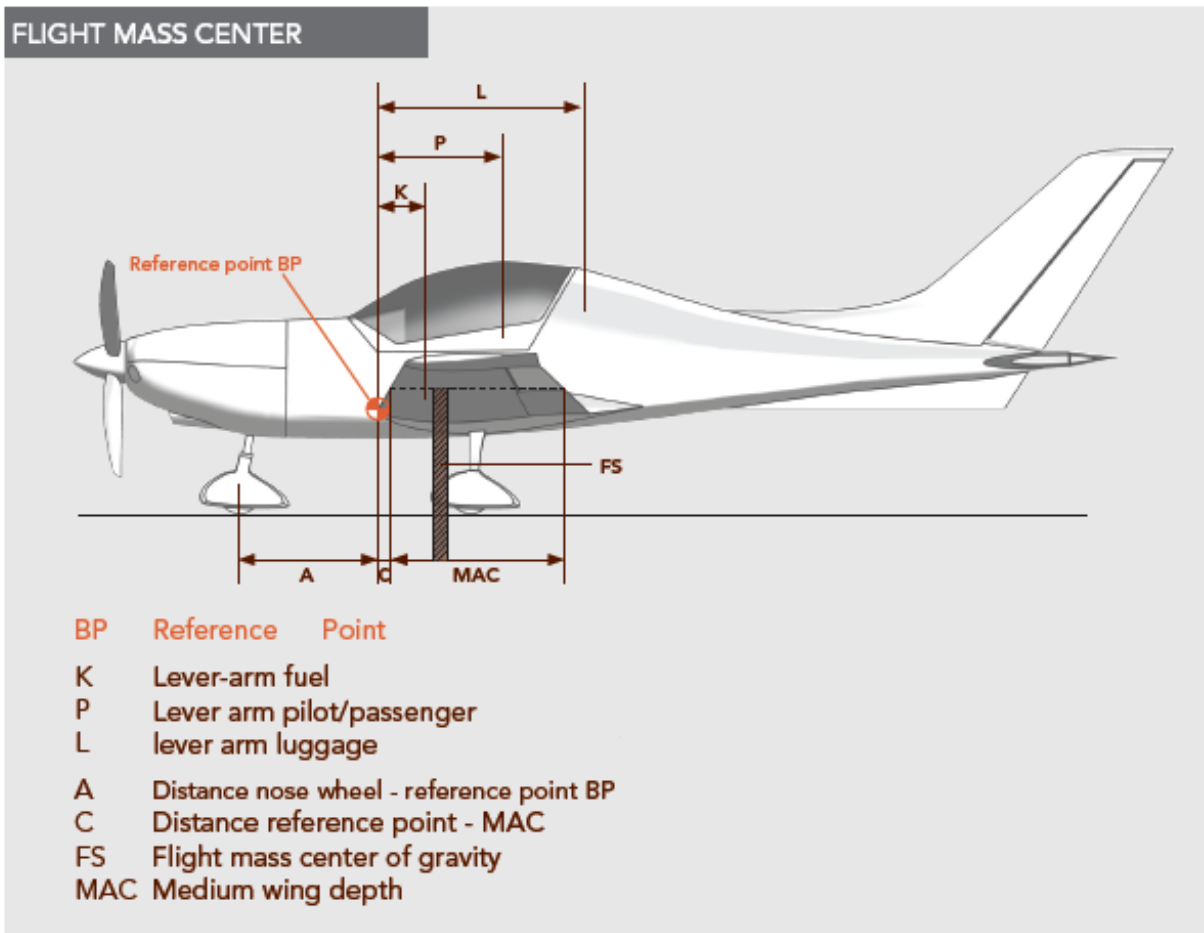 FLIGHT MASS CENTER
L
P
K
Reference point BP
FS
A
C
MAC
BP Reference Point
K Lever-arm fuel
P Lever arm pilot/passenger
L lever arm luggage
A Distance nose wheel - reference point BP
C Distance reference point - MAC
FS Flight mass center of gravity
MAC Medium wing depth